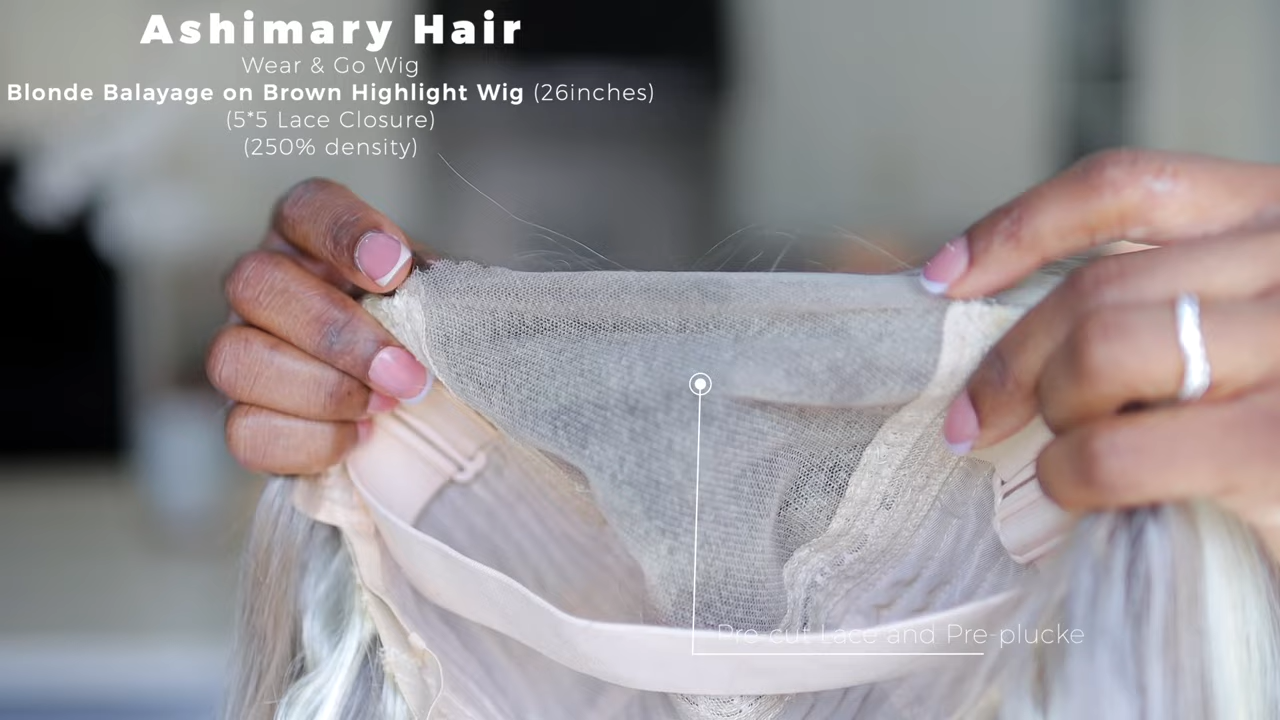 Ashimary Hair
Wear & Go Wig
Blonde Balayage on Brown Highlight Wig (26inches)
(5*5 Lace Closure)
(250% density)
Pre-cut Lace and Pre-plucke